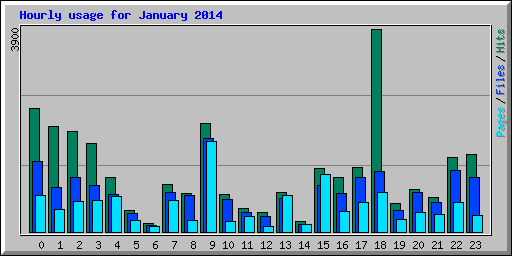 Hourly usage for January 2014
3900
Pages / Files / Hits
0 1 2 3 4 5 6 7 8 9 10 11 12 13 14 15 16 17 18 19 20 21 22 23